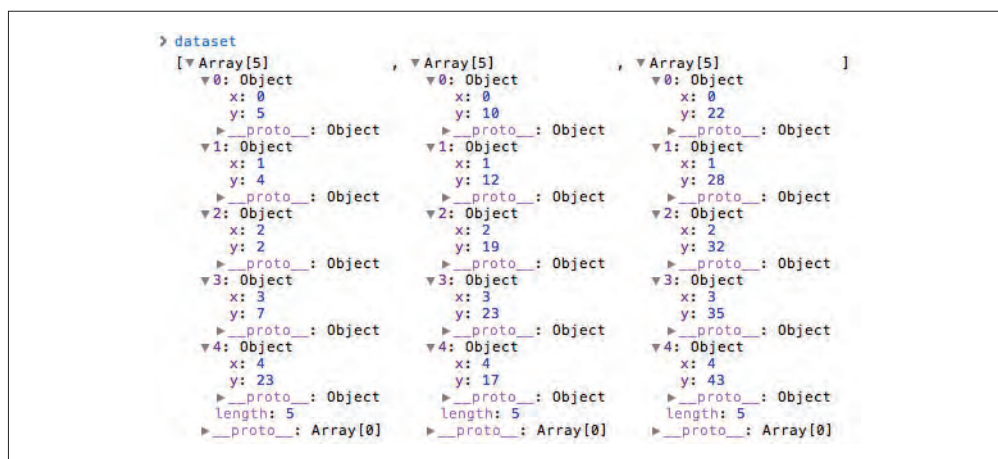 > dataset
[▼Array[5] , ▼Array[5] , ▼Array[5] ]
▼0: Object ▼0: Object ▼0: Object
x: 0 x: 0 x: 0
y: 5 y: 10 y: 22
▶__proto__: Object ▶__proto__: Object ▶__proto__: Object
▼1: Object ▼1: Object ▼1: Object
x: 1 x: 1 x: 1
y: 4 y: 12 y: 28
▶__proto__: Object ▶__proto__: Object ▶__proto__: Object
▼2: Object ▼2: Object ▼2: Object
x: 2 x: 2 x: 2
y: 2 y: 19 y: 32
▶__proto__: Object ▶__proto__: Object ▶__proto__: Object
▼3: Object ▼3: Object ▼3: Object
x: 3 x: 3 x: 3
y: 7 y: 23 y: 35
▶__proto__: Object ▶__proto__: Object ▶__proto__: Object
▼4: Object ▼4: Object ▼4: Object
x: 4 x: 4 x: 4
y: 23 y: 17 y: 43
▶__proto__: Object ▶__proto__: Object ▶__proto__: Object
length: 5 length: 5 length: 5
▶__proto__: Array[0] ▶__proto__: Array[0] ▶__proto__: Array[0]